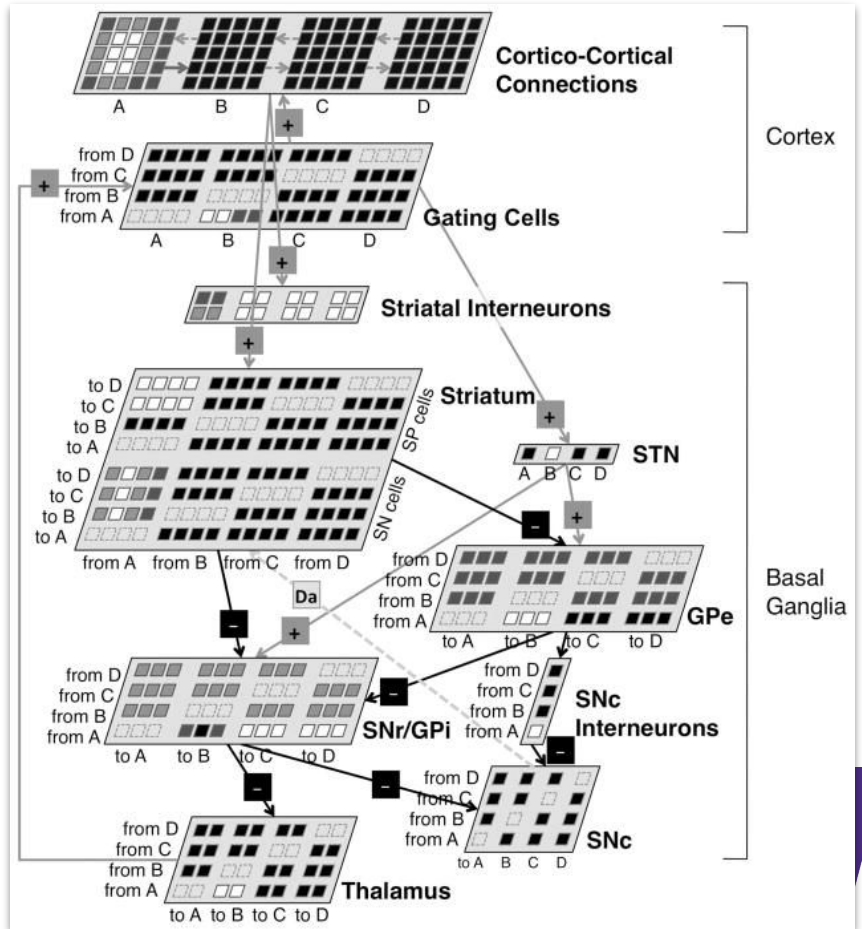 Cortico-Cortical
Connections
A B C D
+
Cortex
from D
from C
from B
from A
+
Gating Cells
A B C D
+
Striatal Interneurons
+
to D
to C
to B
to A
Striatum
SP cells
to D
to C
to B
to A
SN cells
from A from B from C from D
+
STN
A B C D
–
+
Da
Basal
Ganglia
from D
from C
from B
from A
GPe
to A to B to C to D
–
+
from D
from C
from B
from A
SNr/GPi
to A to B to C to D
–
from D
from C
from B
from A
SNc
Interneurons
–
–
–
from D
from C
from B
from A
SNc
to A B C D
from D
from C
from B
from A
Thalamus
to A to B to C to D